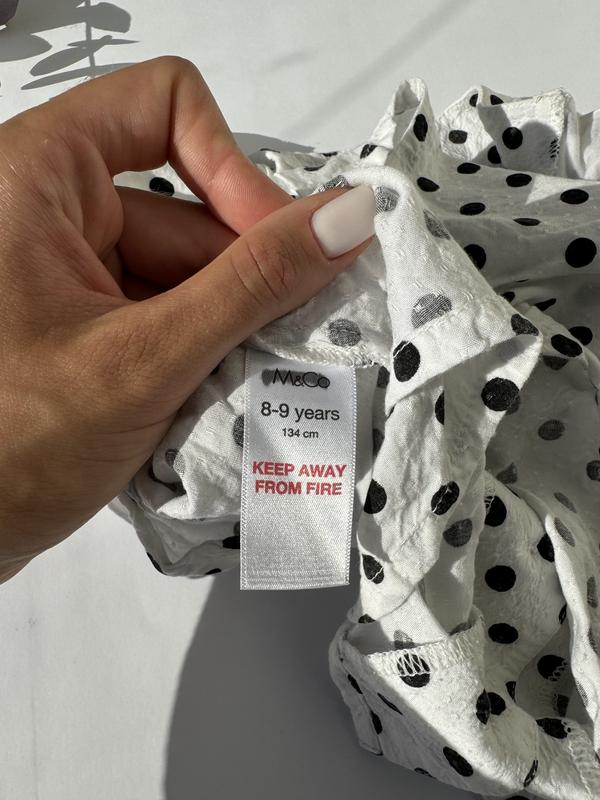 M&Co
8-9 years
134 cm
KEEP AWAY
FROM FIRE